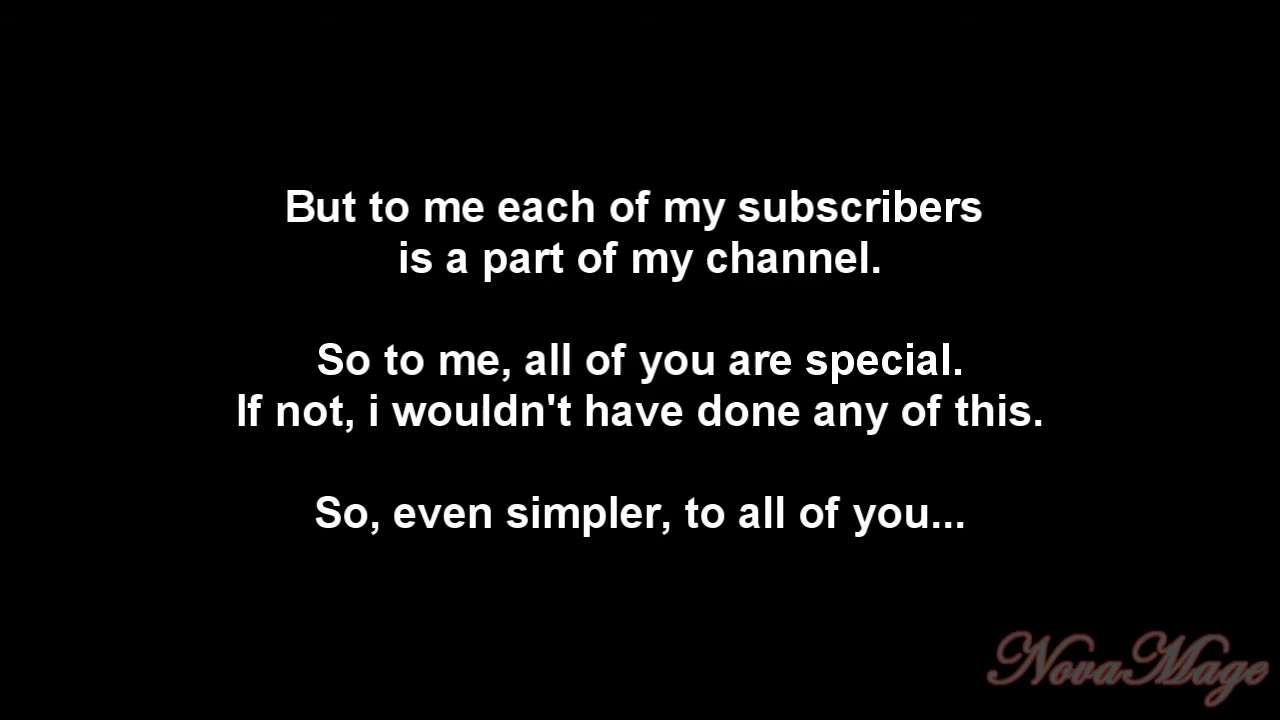 But to me each of my subscribers
is a part of my channel.
So to me, all of you are special.
If not, i wouldn't have done any of this.
So, even simpler, to all of you...
NovaMage